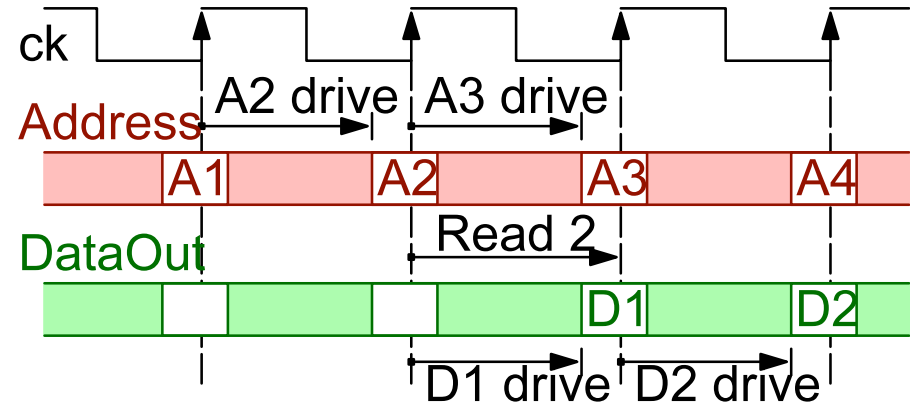 ck
A2 drive A3 drive
Address
A1 A2 A3 A4
Read 2
DataOut
D1 D2
D1 drive D2 drive